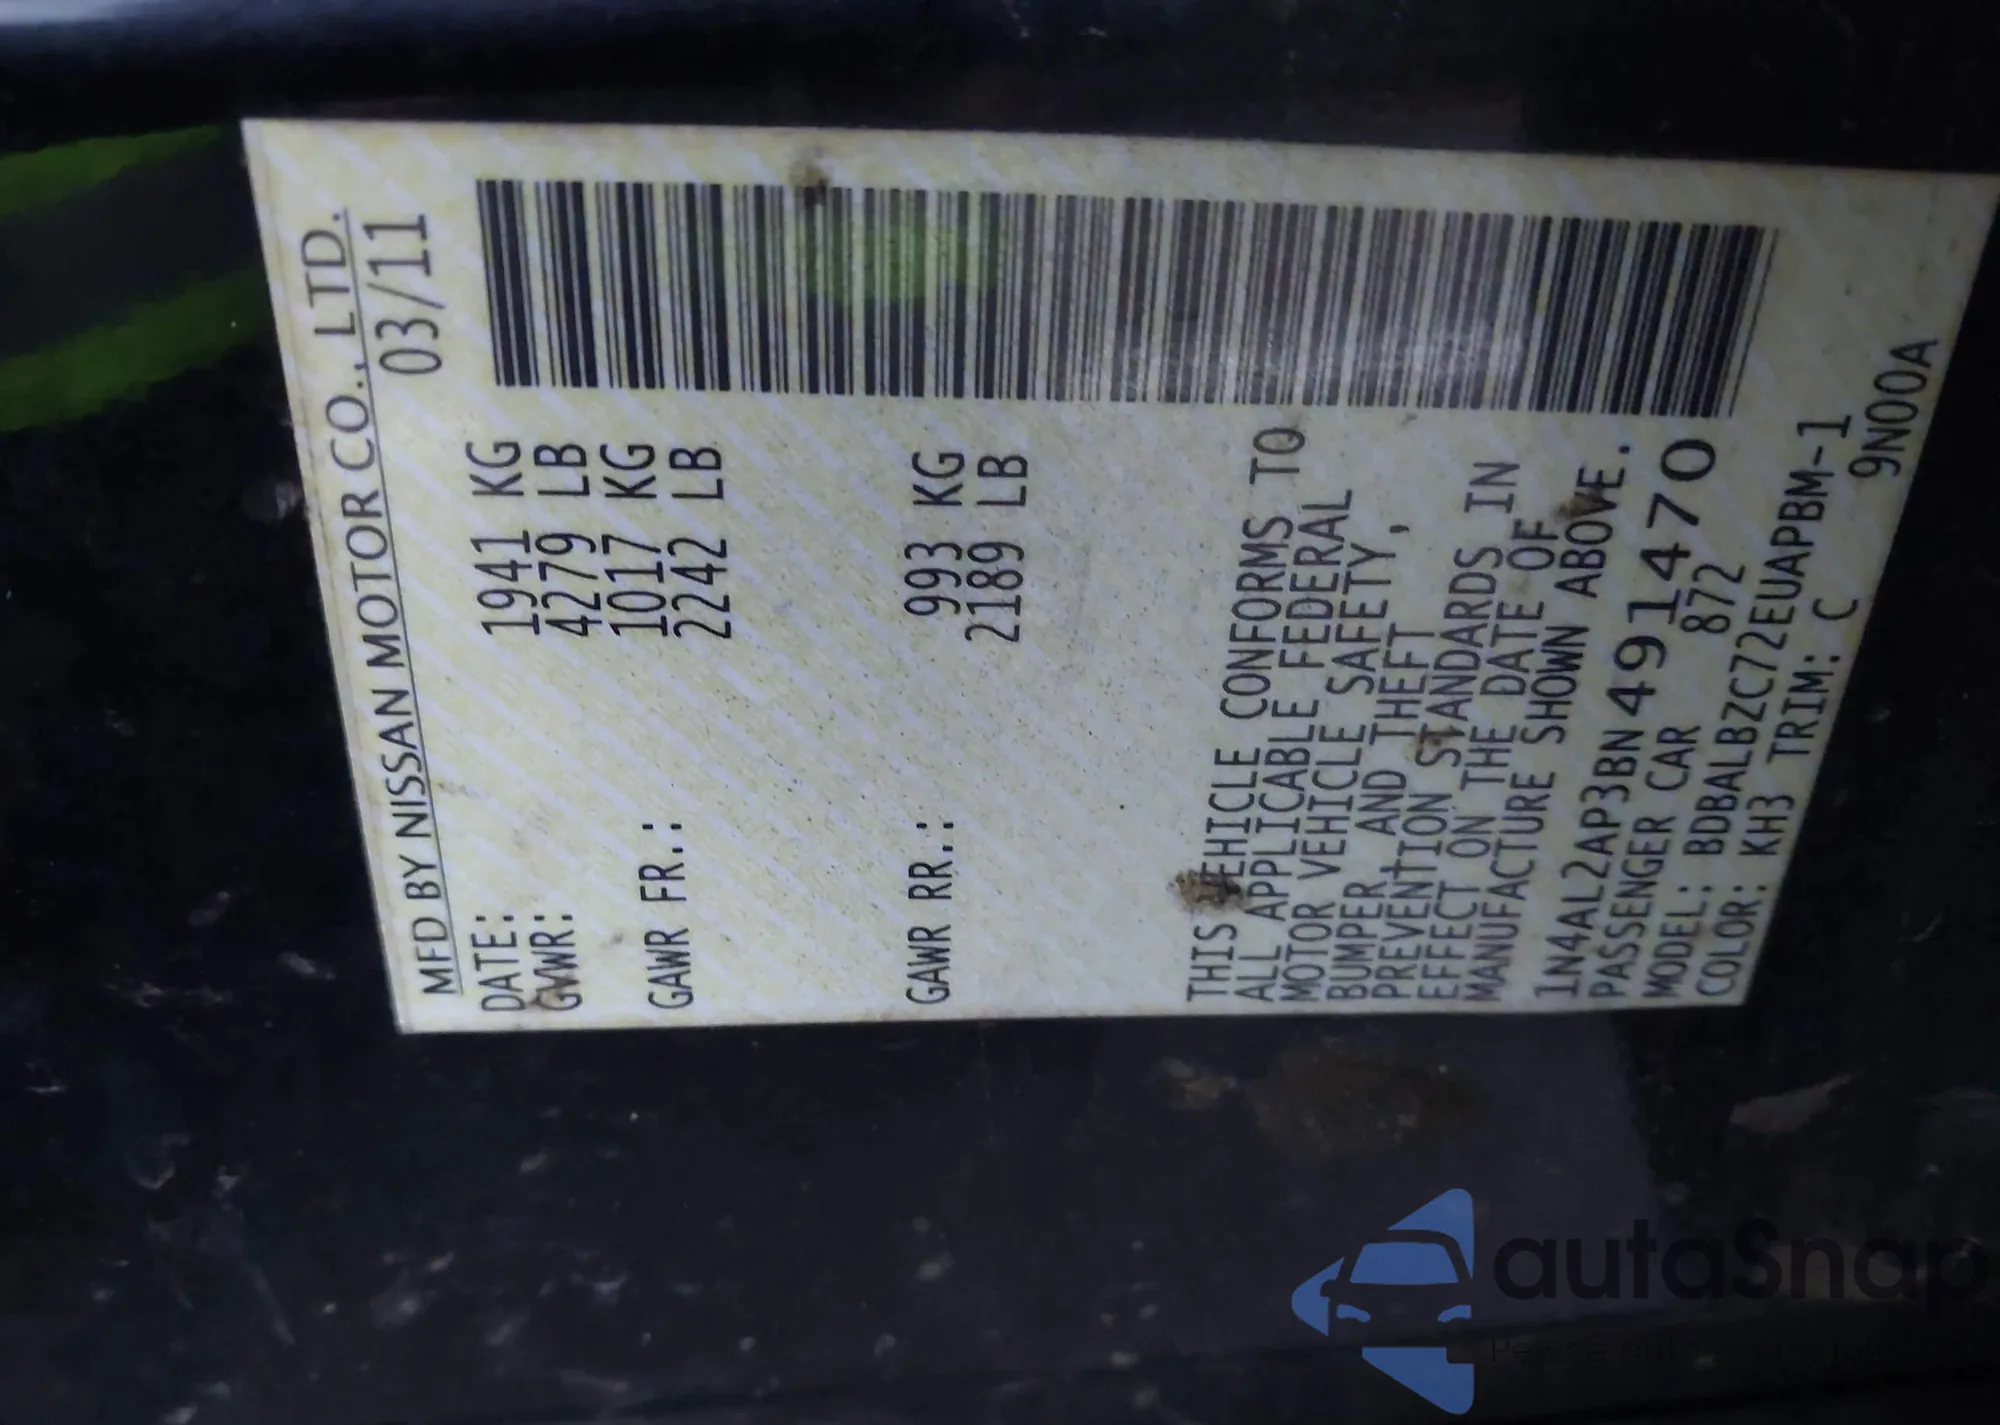 MFD BY NISSAN MOTOR CO., LTD.
03/11
DATE:
GVWR: 1941 KG
4279 LB
GAWR FR.: 1017 KG
2242 LB
GAWR RR.: 993 KG
2189 LB
THIS VEHICLE CONFORMS TO
ALL APPLICABLE FEDERAL
MOTOR VEHICLE SAFETY,
BUMPER AND THEFT
PREVENTION STANDARDS IN
EFFECT ON THE DATE OF
MANUFACTURE SHOWN ABOVE.
1N4AL2AP3BN491470
PASSENGER CAR 872
MODEL: BDBALBZC72EUAPBM-1
COLOR: KH3 TRIM: C 9N00A
autaSnap